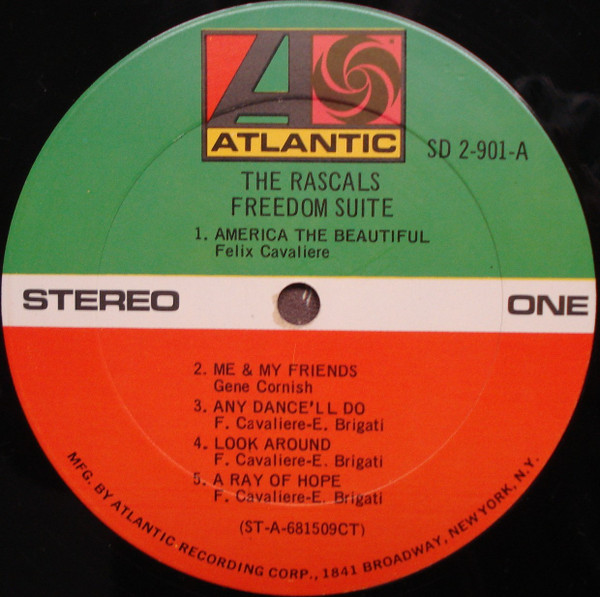 A
ATLANTIC
SD 2-901-A
THE RASCALS
FREEDOM SUITE
1. AMERICA THE BEAUTIFUL
Felix Cavaliere
STEREO
ONE
2. ME & MY FRIENDS
Gene Cornish
3. ANY DANCE'LL DO
F. Cavaliere-E. Brigati
4. LOOK AROUND
F. Cavaliere-E. Brigati
5. A RAY OF HOPE
F. Cavaliere-E. Brigati
(ST-A-681509CT)
MFG. BY ATLANTIC RECORDING CORP., 1841 BROADWAY, NEW YORK, N.Y.